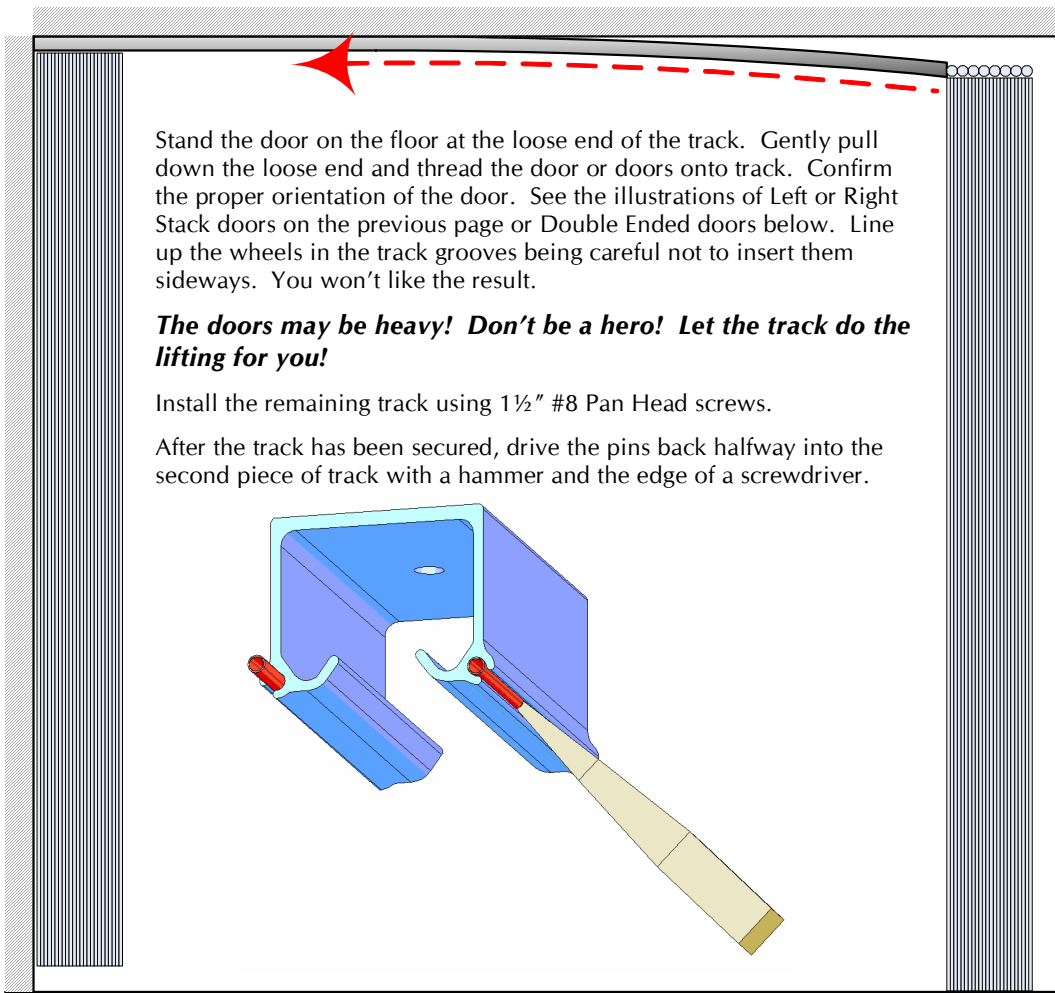 Stand the door on the floor at the loose end of the track.  Gently pull
down the loose end and thread the door or doors onto track.  Confirm
the proper orientation of the door.  See the illustrations of Left or Right
Stack doors on the previous page or Double Ended doors below.  Line
up the wheels in the track grooves being careful not to insert them
sideways.  You won’t like the result.
The doors may be heavy!  Don’t be a hero!  Let the track do the
lifting for you!
Install the remaining track using 1½″ #8 Pan Head screws.
After the track has been secured, drive the pins back halfway into the
second piece of track with a hammer and the edge of a screwdriver.